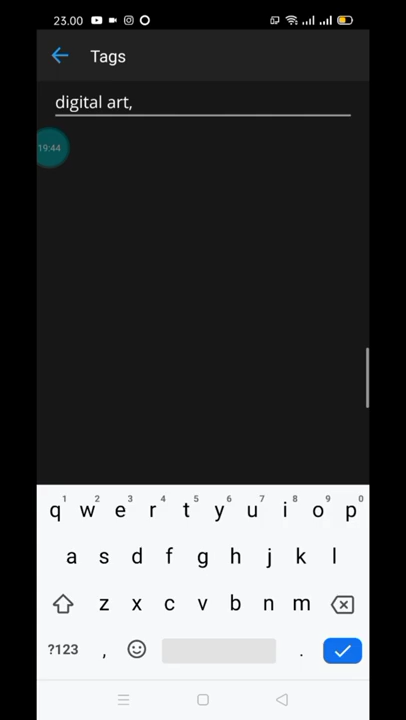 23.00
Tags
digital art,
19:44
1 2 3 4 5 6 7 8 9 0
q w e r t y u i o p
a s d f g h j k l
z x c v b n m
?123 , .